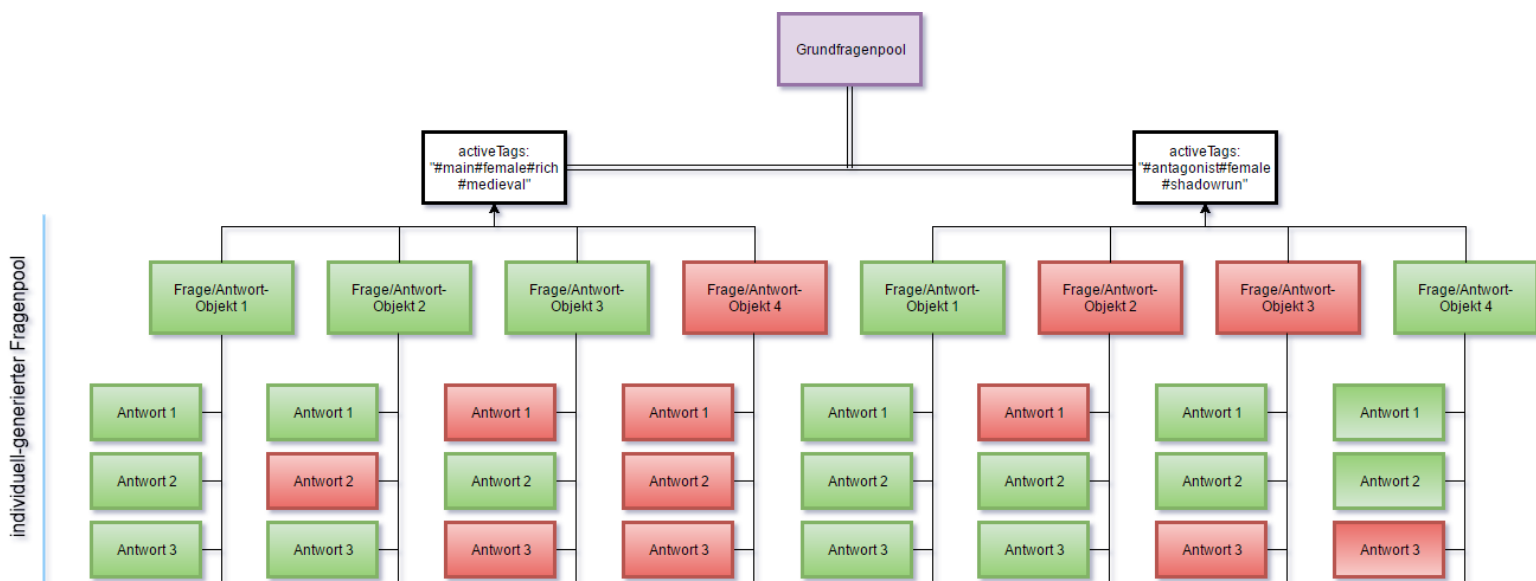 Grundfragenpool
activeTags:
"#main#female#rich
#medieval"
activeTags:
"#antagonist#female
#shadowrun"
individuell-generierter Fragenpool
Frage/Antwort-
Objekt 1
Frage/Antwort-
Objekt 2
Frage/Antwort-
Objekt 3
Frage/Antwort-
Objekt 4
Frage/Antwort-
Objekt 1
Frage/Antwort-
Objekt 2
Frage/Antwort-
Objekt 3
Frage/Antwort-
Objekt 4
Antwort 1
Antwort 1
Antwort 1
Antwort 1
Antwort 1
Antwort 1
Antwort 1
Antwort 1
Antwort 2
Antwort 2
Antwort 2
Antwort 2
Antwort 2
Antwort 2
Antwort 2
Antwort 2
Antwort 3
Antwort 3
Antwort 3
Antwort 3
Antwort 3
Antwort 3
Antwort 3
Antwort 3